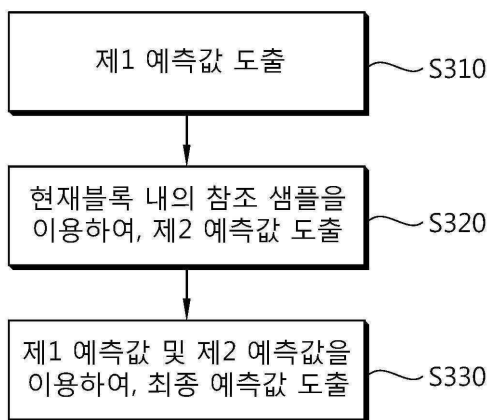 제1 예측값 도출
S310
현재블록 내의 참조 샘플을
이용하여, 제2 예측값 도출
S320
제1 예측값 및 제2 예측값을
이용하여, 최종 예측값 도출
S330